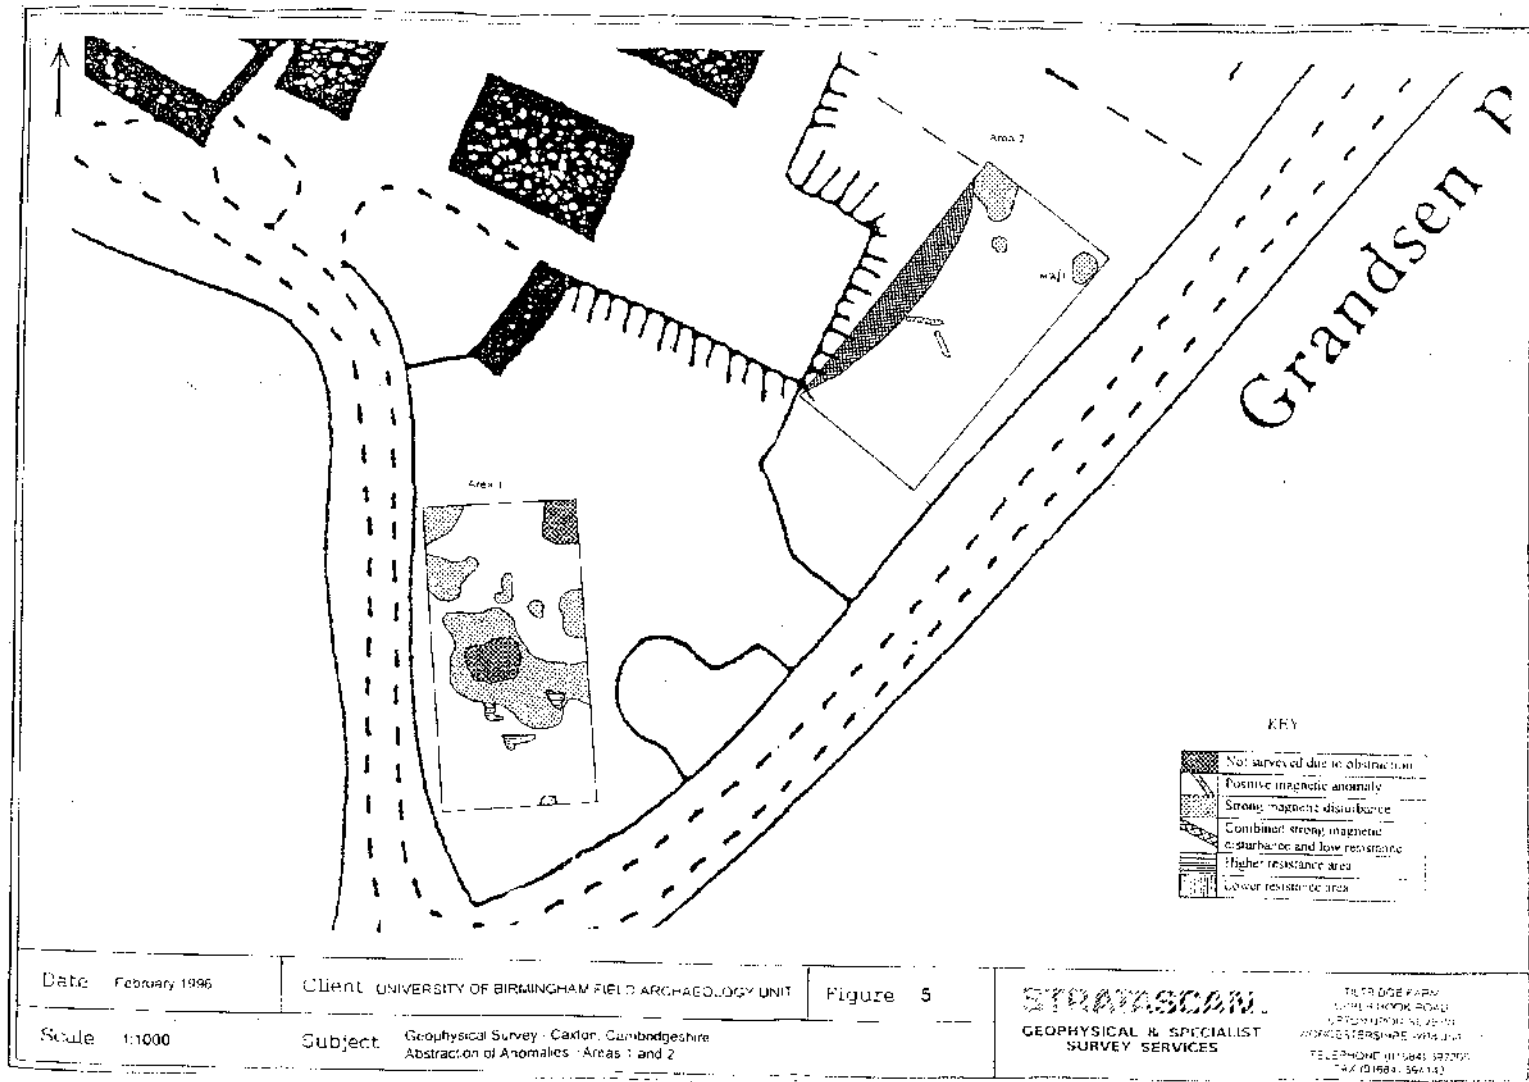 Area 2
Grandsen
Area 1
KEY
Not surveyed due to obstruction
Positive magnetic anomaly
Strong magnetic disturbance
Combined strong magnetic
disturbance and low resistance
Higher resistance area
Lower resistance area
Date February 1996
Client UNIVERSITY OF BIRMINGHAM FIELD ARCHAEOLOGY UNIT
Figure 5
Scale 1:1000
Subject Geophysical Survey - Caxton, Cambridgeshire
Abstraction of Anomalies - Areas 1 and 2
STRATASCAN
GEOPHYSICAL & SPECIALIST
SURVEY SERVICES